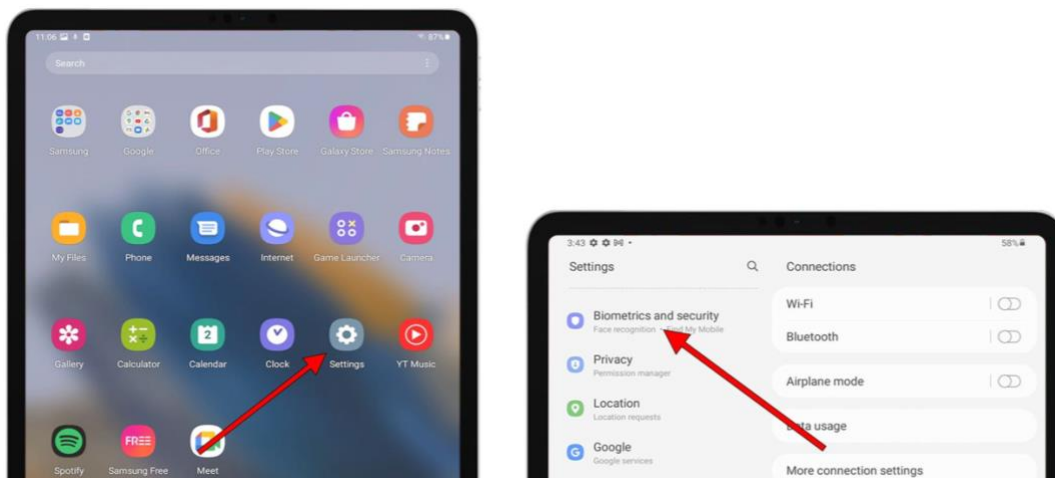 11:06
87%
Search
Samsung
Google
Office
Play Store
Galaxy Store
Samsung Notes
My Files
Phone
Messages
Internet
Game Launcher
Camera
2
Gallery
Calculator
Calendar
Clock
Settings
YT Music
FREE
Spotify
Samsung Free
Meet
3:43
58%
Settings
Connections
Biometrics and security
Face recognition • Find My Mobile
Privacy
Permission manager
Location
Location requests
G
Google
Google services
Wi-Fi
Bluetooth
Airplane mode
Data usage
More connection settings